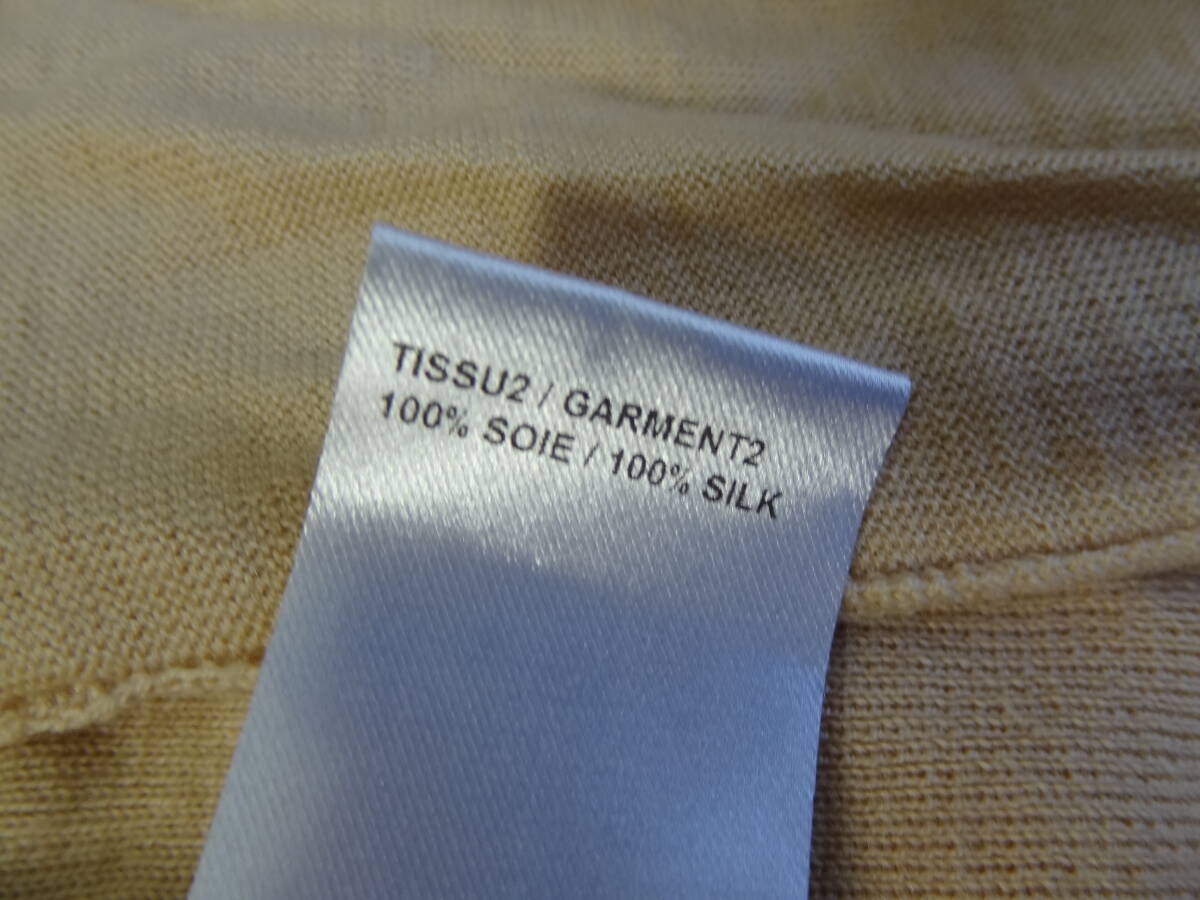 TISSU2 / GARMENT2
100% SOIE / 100% SILK